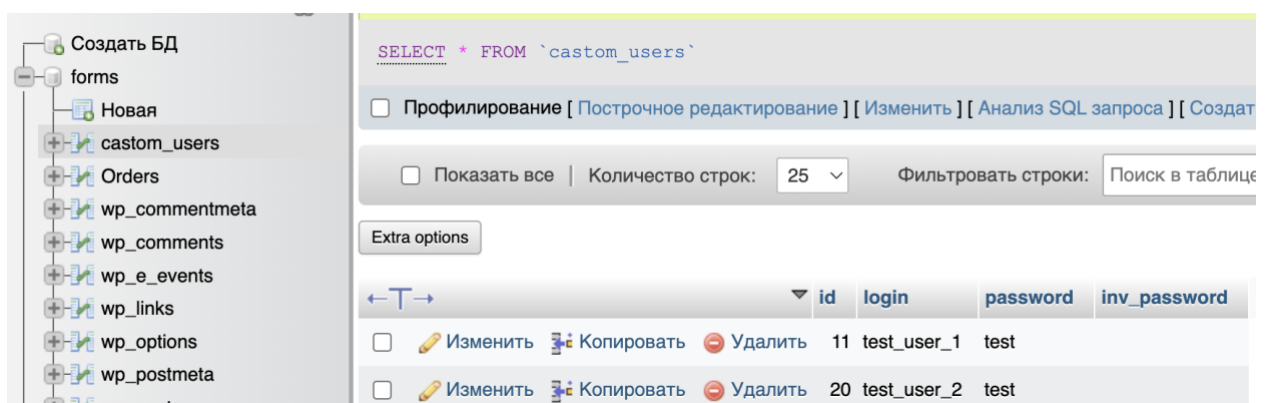 Создать БД
forms
Новая
castom_users
Orders
wp_commentmeta
wp_comments
wp_e_events
wp_links
wp_options
wp_postmeta
SELECT * FROM `castom_users`
Профилирование [ Построчное редактирование ] [ Изменить ] [ Анализ SQL запроса ] [ Создат
Показать все | Количество строк: 25 Фильтровать строки: Поиск в таблице
Extra options
←T→ id login password inv_password
Изменить Копировать Удалить 11 test_user_1 test
Изменить Копировать Удалить 20 test_user_2 test